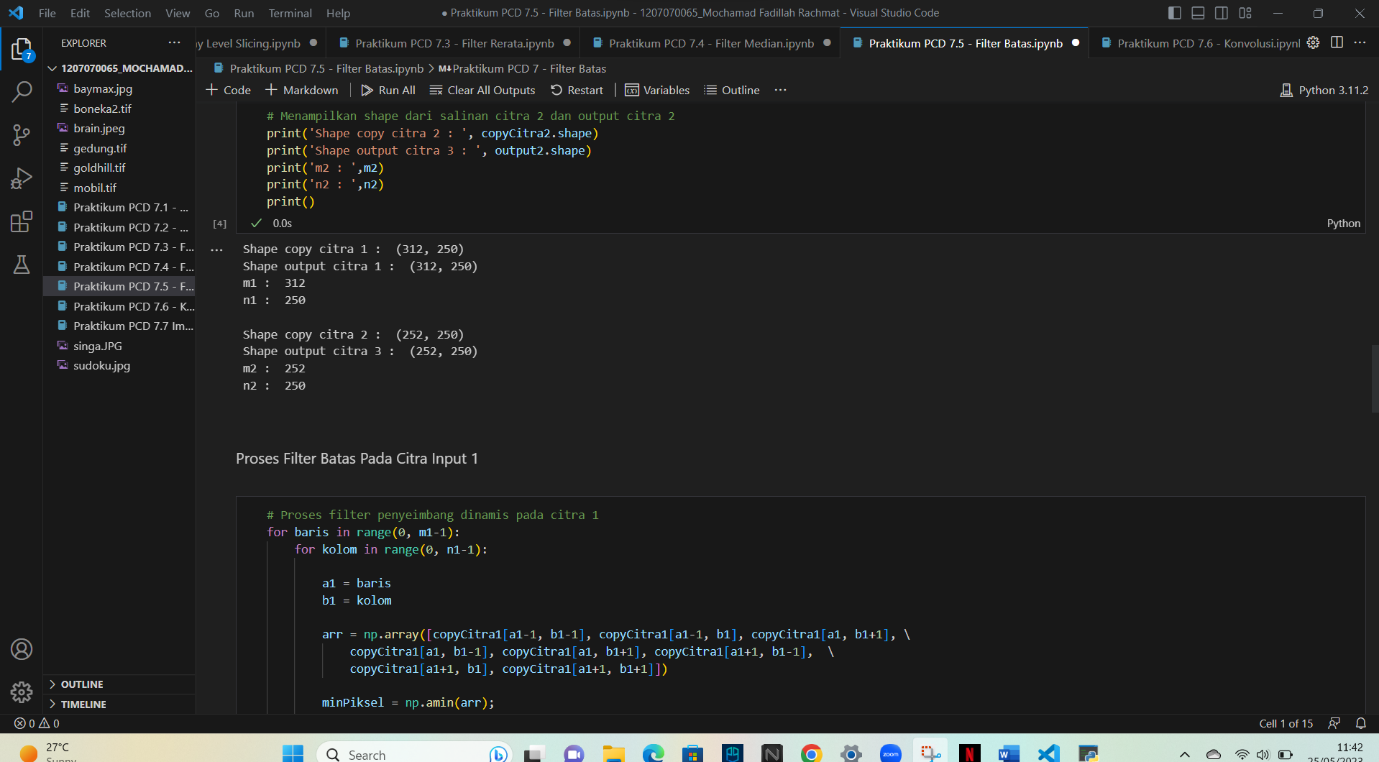 File Edit Selection View Go Run Terminal Help
● Praktikum PCD 7.5 - Filter Batas.ipynb - 1207070065_Mochamad Fadillah Rachmat - Visual Studio Code
EXPLORER
y Level Slicing.ipynb
Praktikum PCD 7.3 - Filter Rerata.ipynb
Praktikum PCD 7.4 - Filter Median.ipynb
Praktikum PCD 7.5 - Filter Batas.ipynb
Praktikum PCD 7.6 - Konvolusi.ipynl
7
1207070065_MOCHAMAD...
baymax.jpg
boneka2.tif
brain.jpeg
gedung.tif
goldhill.tif
mobil.tif
Praktikum PCD 7.1 - ...
Praktikum PCD 7.2 - ...
Praktikum PCD 7.3 - F...
Praktikum PCD 7.4 - F...
Praktikum PCD 7.5 - F...
Praktikum PCD 7.6 - K...
Praktikum PCD 7.7 Im...
singa.JPG
sudoku.jpg
OUTLINE
TIMELINE
Praktikum PCD 7.5 - Filter Batas.ipynb > M↓Praktikum PCD 7 - Filter Batas
+ Code + Markdown Run All Clear All Outputs Restart Variables Outline ...
Python 3.11.2
# Menampilkan shape dari salinan citra 2 dan output citra 2
print('Shape copy citra 2 : ', copyCitra2.shape)
print('Shape output citra 3 : ', output2.shape)
print('m2 : ',m2)
print('n2 : ',n2)
print()
[4] ✓ 0.0s
Python
... Shape copy citra 1 :  (312, 250)
Shape output citra 1 :  (312, 250)
m1 :  312
n1 :  250
Shape copy citra 2 :  (252, 250)
Shape output citra 3 :  (252, 250)
m2 :  252
n2 :  250
Proses Filter Batas Pada Citra Input 1
# Proses filter penyeimbang dinamis pada citra 1
for baris in range(0, m1-1):
for kolom in range(0, n1-1):
a1 = baris
b1 = kolom
arr = np.array([copyCitra1[a1-1, b1-1], copyCitra1[a1-1, b1], copyCitra1[a1, b1+1], \
copyCitra1[a1, b1-1], copyCitra1[a1, b1+1], copyCitra1[a1+1, b1-1],  \
copyCitra1[a1+1, b1], copyCitra1[a1+1, b1+1]])
minPiksel = np.amin(arr);
0 0
Cell 1 of 15
27°C
Sunny
Search
zoom
11:42
25/05/2023